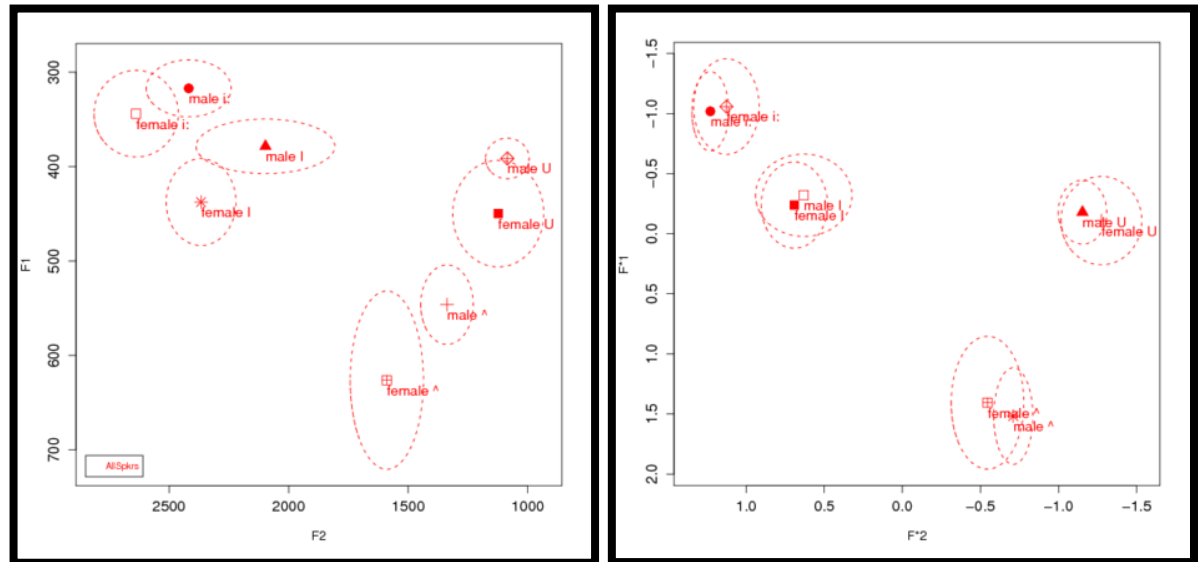 300
400
500
600
700
F1
male i:
female i:
male I
female I
male U
female U
male ^
female ^
AllSpkrs
2500
2000
1500
1000
F2
-1.5
-1.0
-0.5
0.0
0.5
1.0
1.5
2.0
F*1
female i:
male i:
male I
female I
male U
female U
female ^
male ^
1.0
0.5
0.0
-0.5
-1.0
-1.5
F*2